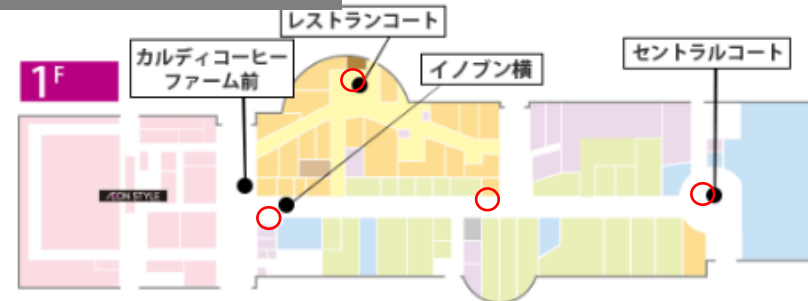 レストランコート
カルディコーヒー
ファーム前
イノブン横
セントラルコート
1F
ÆON STYLE